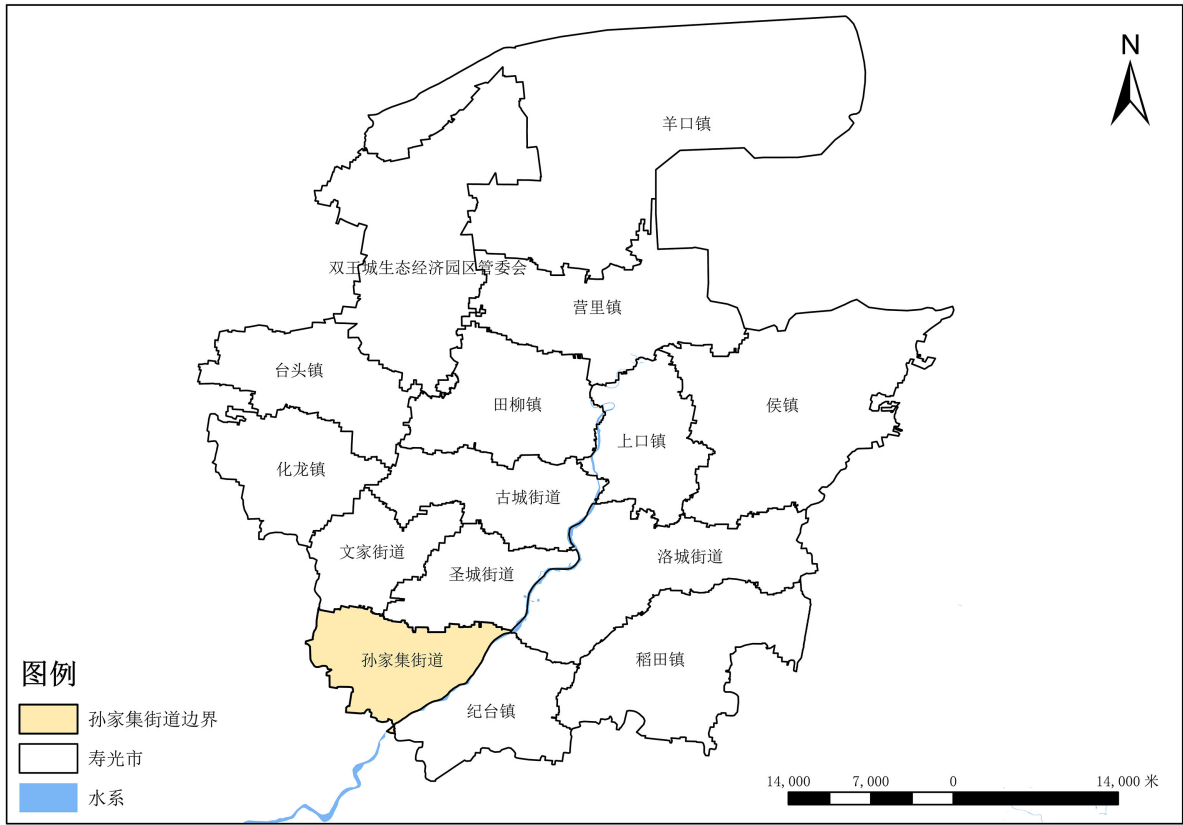 N
羊口镇
双王城生态经济园区管委会
营里镇
台头镇
田柳镇
侯镇
上口镇
化龙镇
古城街道
文家街道
圣城街道
洛城街道
孙家集街道
稻田镇
纪台镇
图例
孙家集街道边界
寿光市
水系
14,000 7,000 0 14,000 米